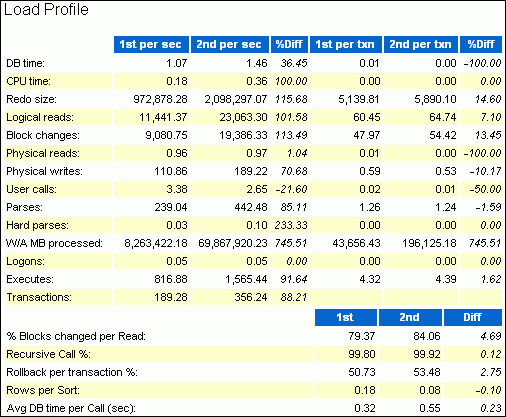 Load Profile
1st per sec 2nd per sec %Diff 1st per txn 2nd per txn %Diff
DB time: 1.07 1.46 36.45 0.01 0.00 -100.00
CPU time: 0.18 0.36 100.00 0.00 0.00 0.00
Redo size: 972,878.28 2,098,297.07 115.68 5,139.81 5,890.10 14.60
Logical reads: 11,441.37 23,063.30 101.58 60.45 64.74 7.10
Block changes: 9,080.75 19,386.33 113.49 47.97 54.42 13.45
Physical reads: 0.96 0.97 1.04 0.01 0.00 -100.00
Physical writes: 110.86 189.22 70.68 0.59 0.53 -10.17
User calls: 3.38 2.65 -21.60 0.02 0.01 -50.00
Parses: 239.04 442.48 85.11 1.26 1.24 -1.59
Hard parses: 0.03 0.10 233.33 0.00 0.00 0.00
W/A MB processed: 8,263,422.18 69,867,920.23 745.51 43,656.43 196,125.18 745.51
Logons: 0.05 0.05 0.00 0.00 0.00 0.00
Executes: 816.88 1,565.44 91.64 4.32 4.39 1.62
Transactions: 189.28 356.24 88.21
1st 2nd Diff
% Blocks changed per Read: 79.37 84.06 4.69
Recursive Call %: 99.80 99.92 0.12
Rollback per transaction %: 50.73 53.48 2.75
Rows per Sort: 0.18 0.08 -0.10
Avg DB time per Call (sec): 0.32 0.55 0.23